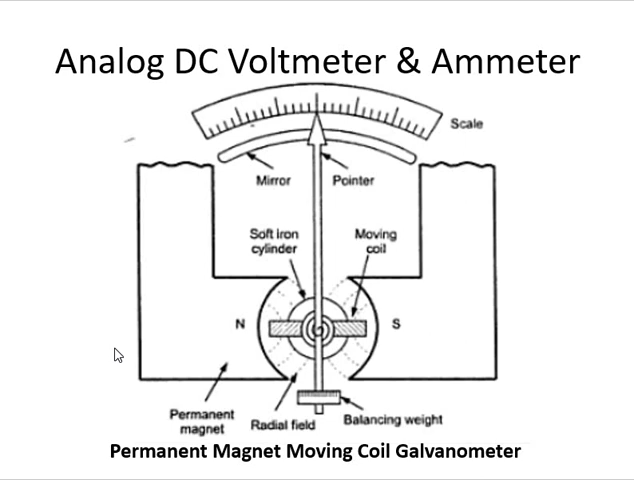 Analog DC Voltmeter & Ammeter
Scale
Mirror
Pointer
Soft iron
cylinder
Moving
coil
N
S
Permanent
magnet
Radial field
Balancing weight
Permanent Magnet Moving Coil Galvanometer